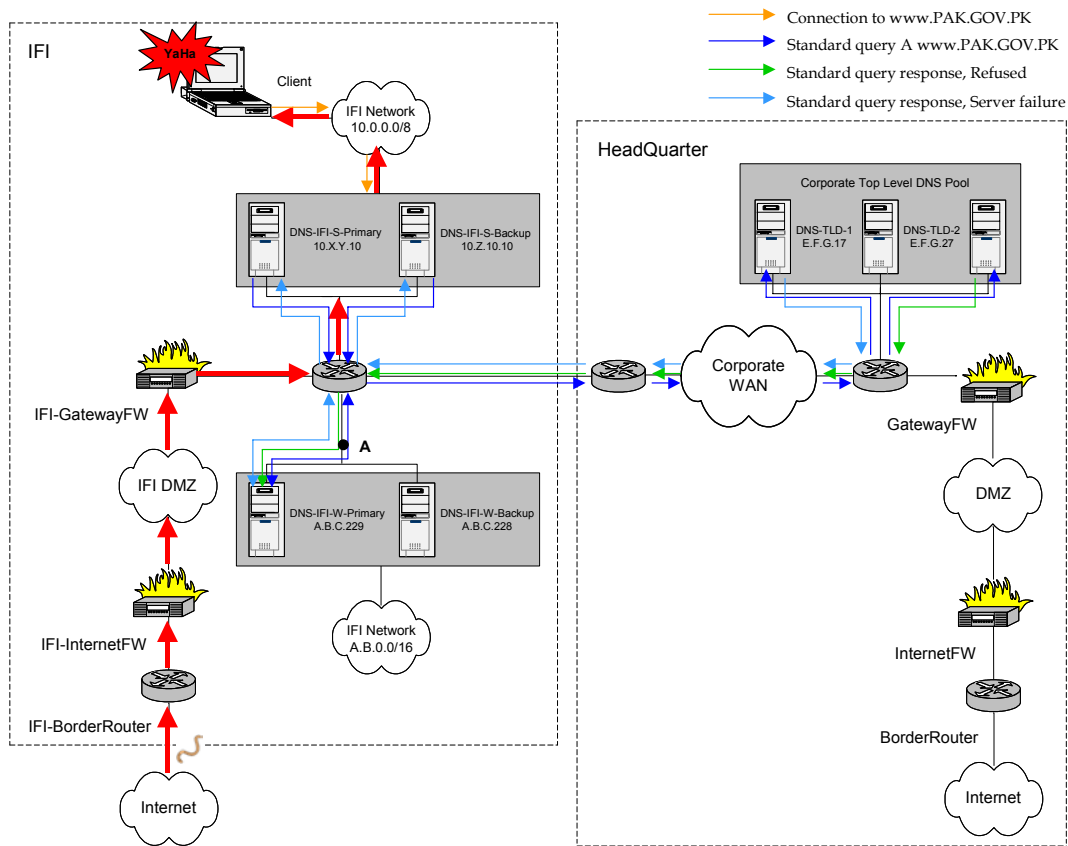 Connection to www.PAK.GOV.PK
Standard query A www.PAK.GOV.PK
Standard query response, Refused
Standard query response, Server failure
IFI
YaHa
Client
IFI Network
10.0.0.0/8
DNS-IFI-S-Primary
10.X.Y.10
DNS-IFI-S-Backup
10.Z.10.10
IFI-GatewayFW
IFI DMZ
A
DNS-IFI-W-Primary
A.B.C.229
DNS-IFI-W-Backup
A.B.C.228
IFI-InternetFW
IFI Network
A.B.0.0/16
IFI-BorderRouter
Internet
HeadQuarter
Corporate Top Level DNS Pool
DNS-TLD-1
E.F.G.17
DNS-TLD-2
E.F.G.27
Corporate
WAN
GatewayFW
DMZ
InternetFW
BorderRouter
Internet